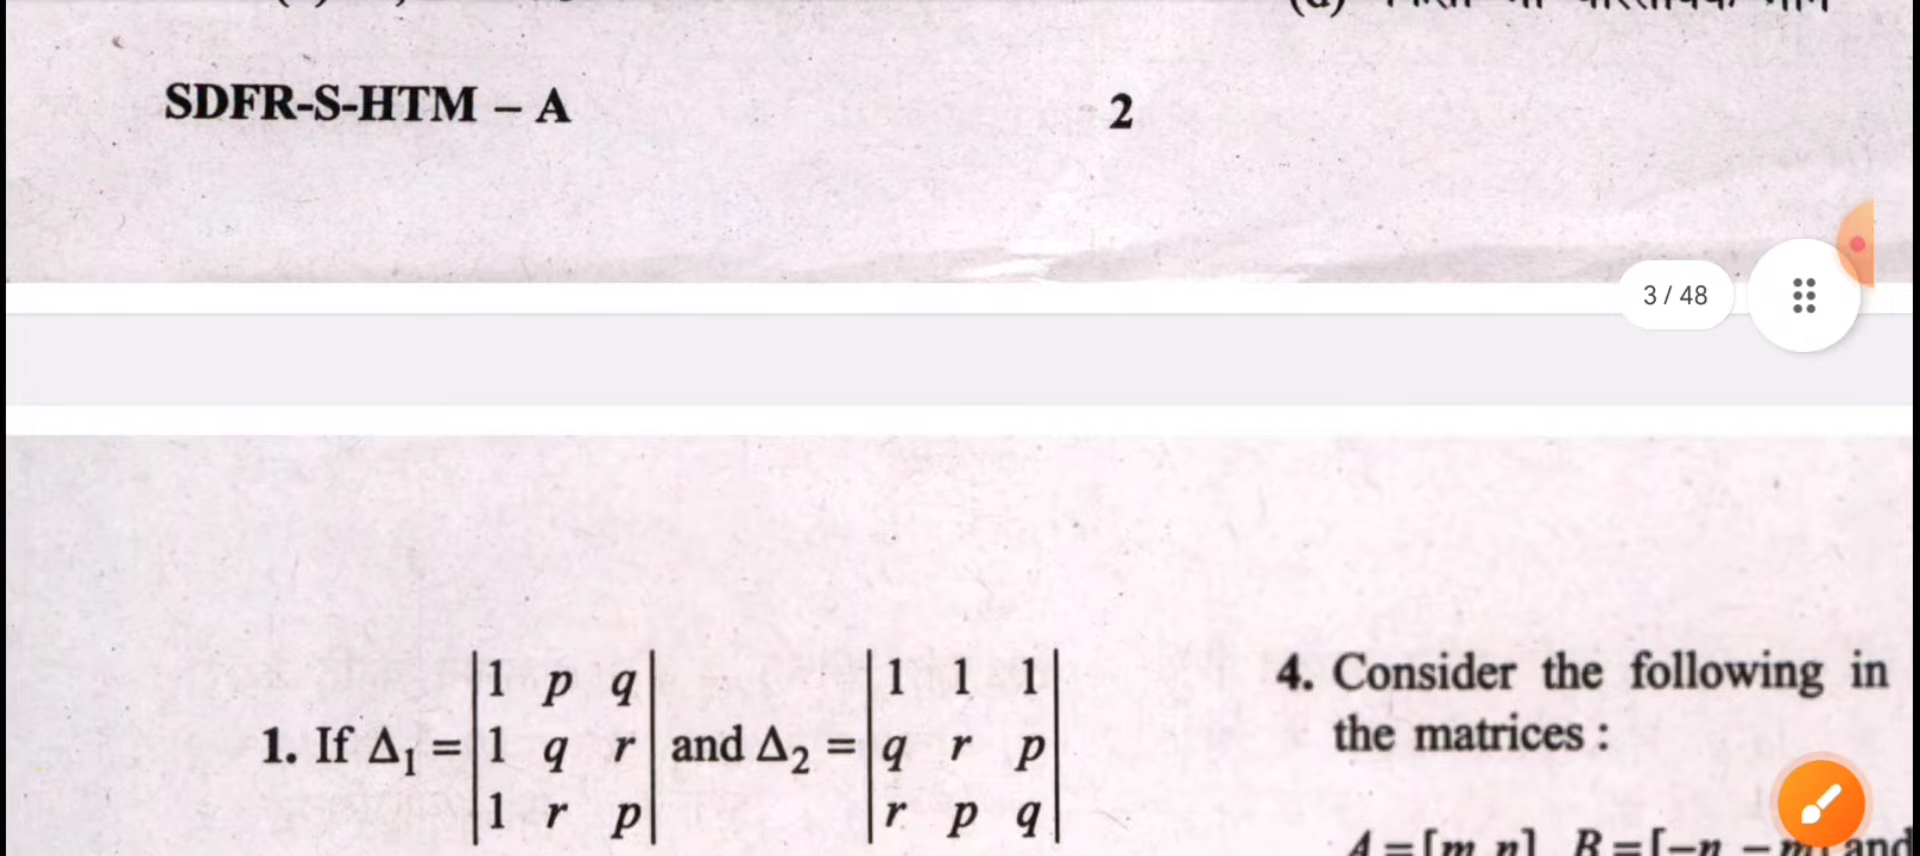 SDFR-S-HTM – A
2
3 / 48
1. If Δ₁ = |1 p q| and Δ₂ = |1 1 1|
|1 q r| |q r p|
|1 r p| |r p q|
4. Consider the following in
the matrices :
A = [m n] B = [–n – m] and